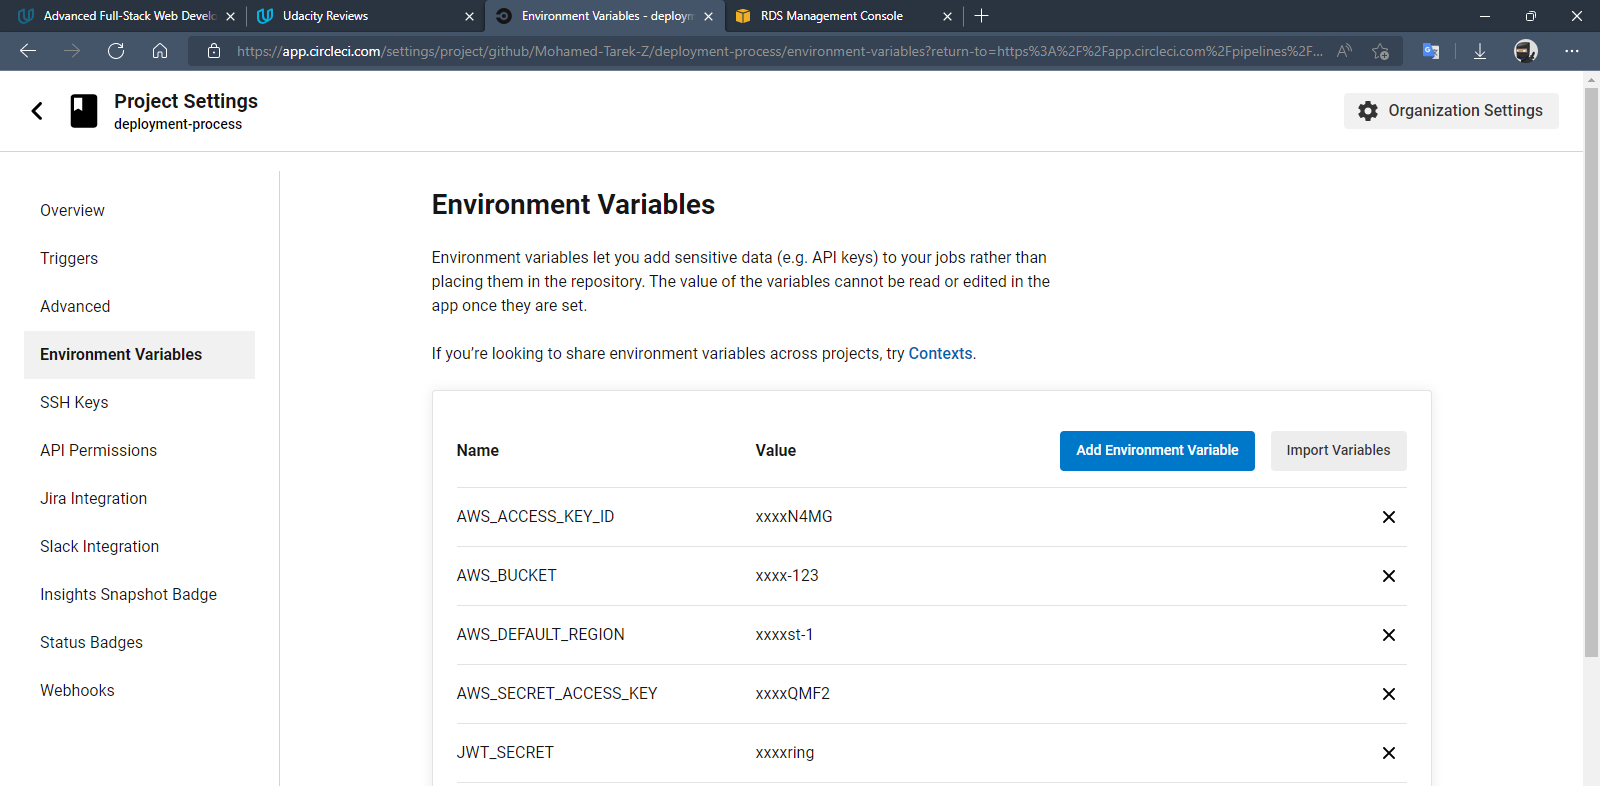 Advanced Full-Stack Web Develo
Udacity Reviews
Environment Variables - deploym
RDS Management Console
https://app.circleci.com/settings/project/github/Mohamed-Tarek-Z/deployment-process/environment-variables?return-to=https%3A%2F%2Fapp.circleci.com%2Fpipelines%2F...
Project Settings
deployment-process
Organization Settings
Overview
Triggers
Advanced
Environment Variables
SSH Keys
API Permissions
Jira Integration
Slack Integration
Insights Snapshot Badge
Status Badges
Webhooks
Environment Variables
Environment variables let you add sensitive data (e.g. API keys) to your jobs rather than
placing them in the repository. The value of the variables cannot be read or edited in the
app once they are set.
If you’re looking to share environment variables across projects, try Contexts.
Name Value Add Environment Variable Import Variables
AWS_ACCESS_KEY_ID xxxxN4MG
AWS_BUCKET xxxx-123
AWS_DEFAULT_REGION xxxxst-1
AWS_SECRET_ACCESS_KEY xxxxQMF2
JWT_SECRET xxxxring